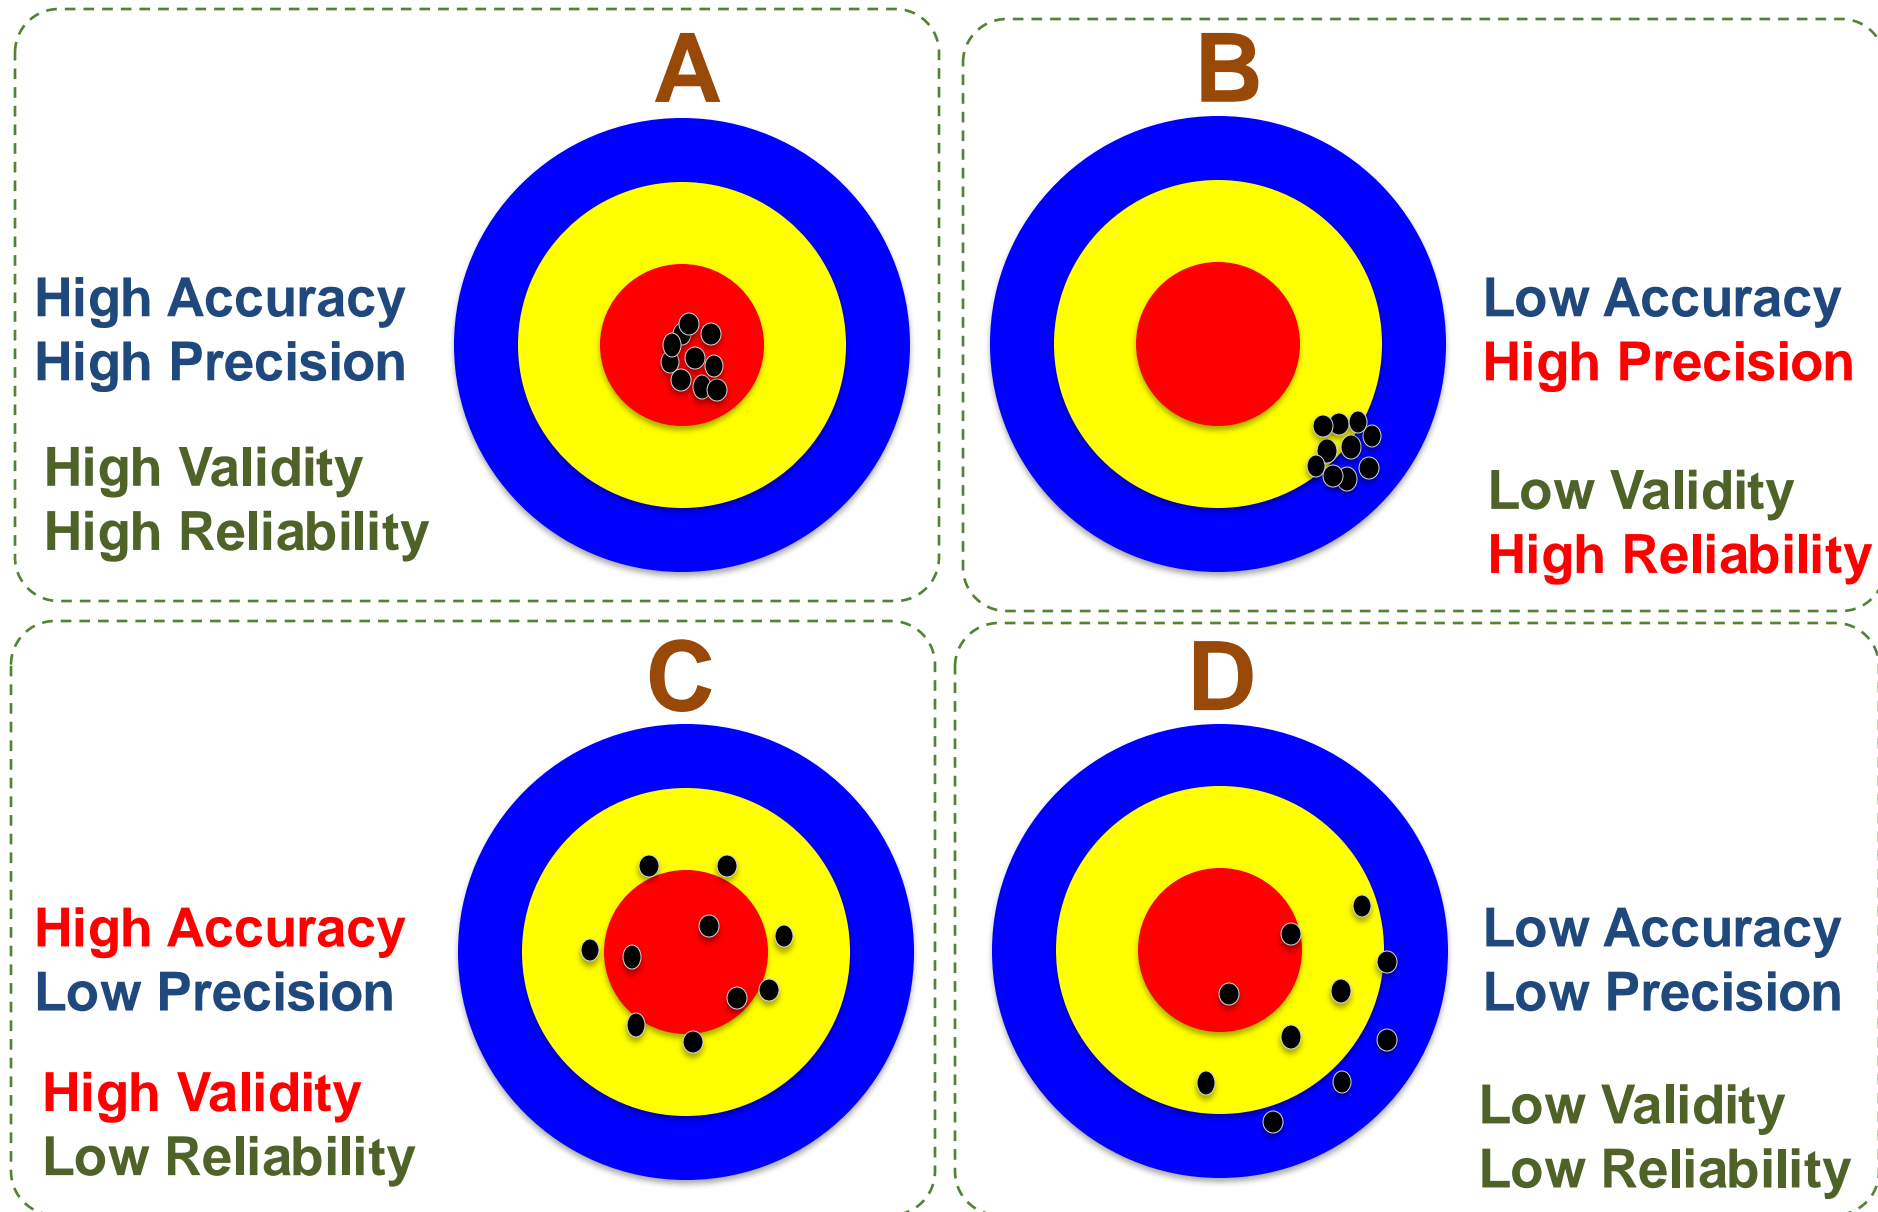 A
High Accuracy
High Precision
High Validity
High Reliability
B
Low Accuracy
High Precision
Low Validity
High Reliability
C
High Accuracy
Low Precision
High Validity
Low Reliability
D
Low Accuracy
Low Precision
Low Validity
Low Reliability